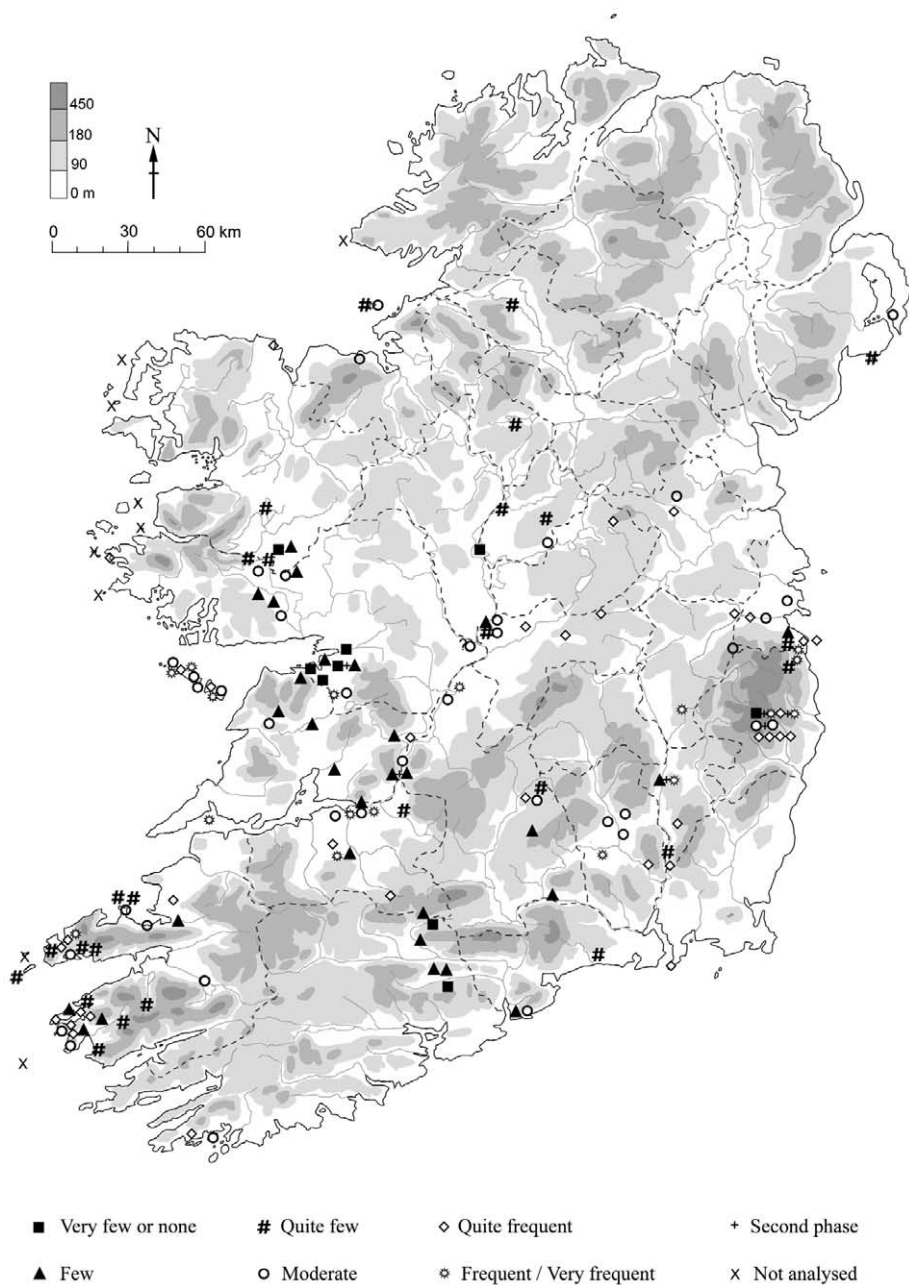 450
180
90
0 m
N
0 30 60 km
Very few or none
Quite few
Quite frequent
Second phase
Few
Moderate
Frequent / Very frequent
Not analysed